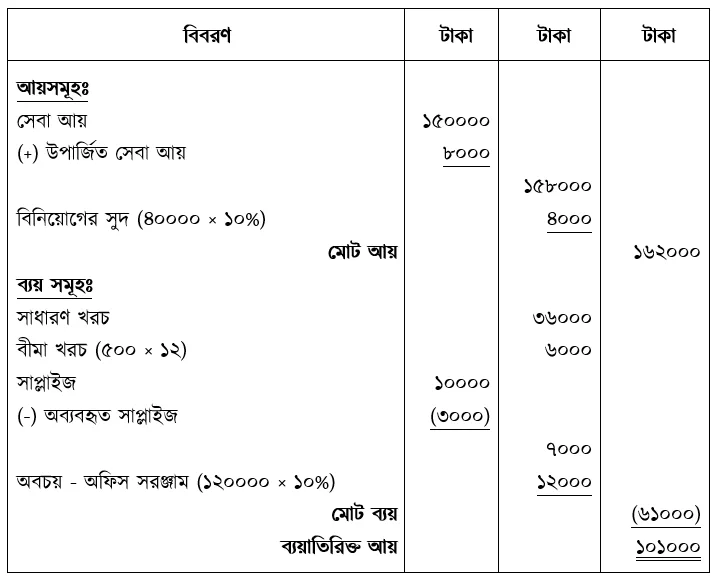 বিবরণ টাকা টাকা টাকা
আয়সমূহঃ
সেবা আয় ১৫০০০০
(+) উপার্জিত সেবা আয় ৮০০০
১৫৮০০০
বিনিয়োগের সুদ (৪০০০০ × ১০%) ৪০০০
মোট আয় ১৬২০০০
ব্যয় সমূহঃ
সাধারণ খরচ ৩৬০০০
বীমা খরচ (৫০০ × ১২) ৬০০০
সাপ্লাইজ ১০০০০
(-) অব্যবহৃত সাপ্লাইজ (৩০০০)
৭০০০
অবচয় - অফিস সরঞ্জাম (১২০০০০ × ১০%) ১২০০০
মোট ব্যয় (৬১০০০)
ব্যয়াতিরিক্ত আয় ১০১০০০